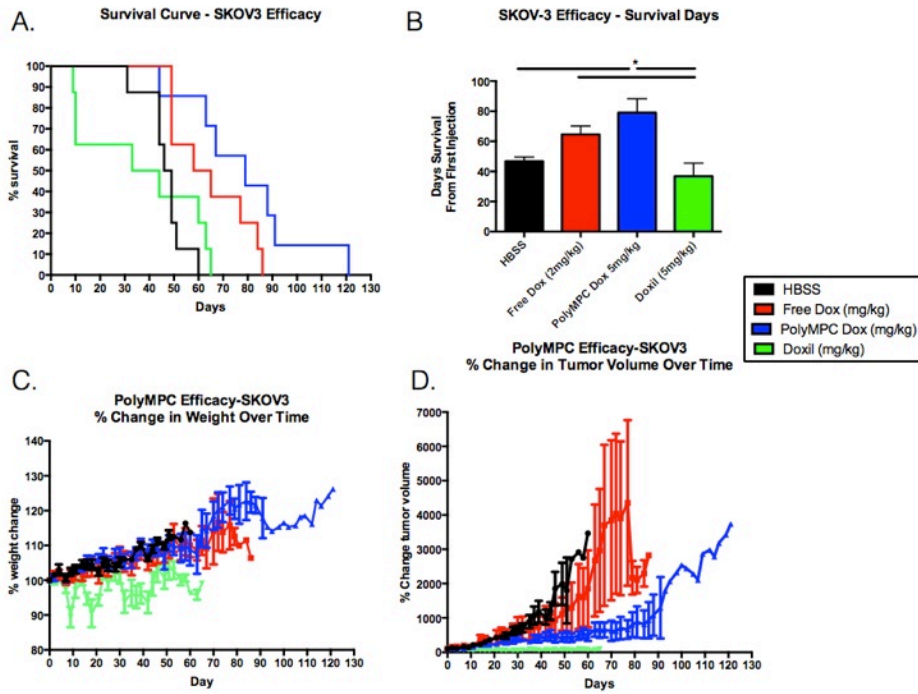 A.
Survival Curve - SKOV3 Efficacy
% survival
100
90
80
70
60
50
40
30
20
10
0
0 10 20 30 40 50 60 70 80 90 100 110 120 130
Days
B
SKOV-3 Efficacy - Survival Days
*
Days Survival
From First Injection
100
80
60
40
20
0
HBSS
Free Dox (2mg/kg)
PolyMPC Dox 5mg/kg
Doxil (5mg/kg)
HBSS
Free Dox (mg/kg)
PolyMPC Dox (mg/kg)
Doxil (mg/kg)
C.
PolyMPC Efficacy-SKOV3
% Change in Weight Over Time
% weight change
140
130
120
110
100
90
80
0 10 20 30 40 50 60 70 80 90 100 110 120 130
Day
D.
PolyMPC Efficacy-SKOV3
% Change in Tumor Volume Over Time
% Change tumor volume
7000
6000
5000
4000
3000
2000
1000
0
0 10 20 30 40 50 60 70 80 90 100 110 120 130
Days